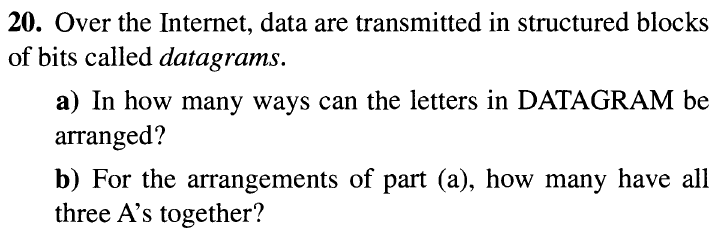 20. Over the Internet, data are transmitted in structured blocks
of bits called datagrams.
a) In how many ways can the letters in DATAGRAM be
arranged?
b) For the arrangements of part (a), how many have all
three A's together?